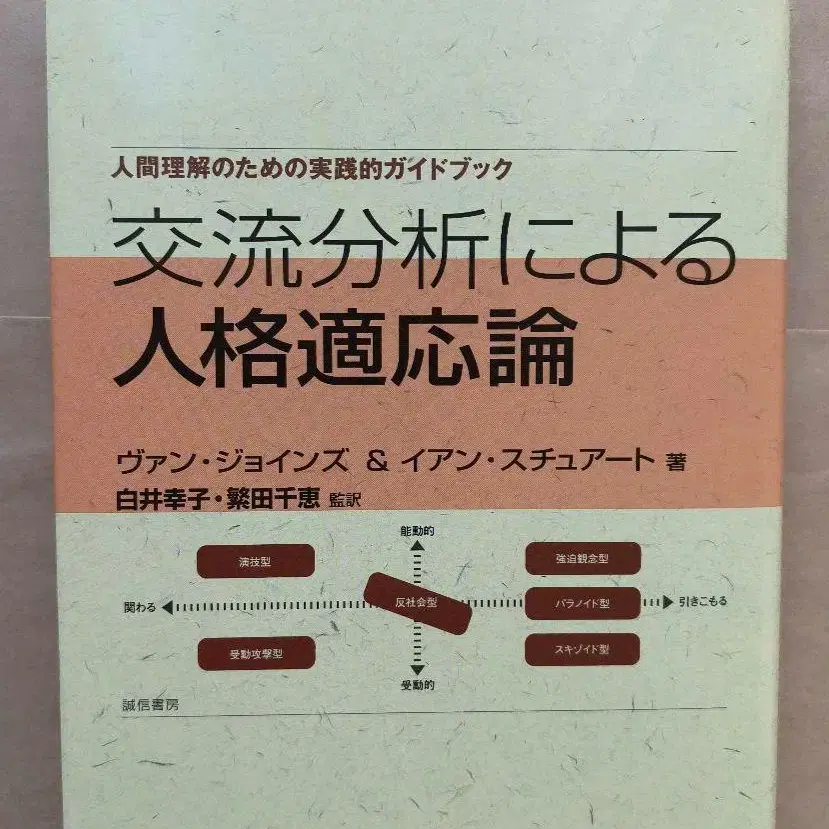 人間理解のための実践的ガイドブック
交流分析による
人格適応論
ヴァン・ジョインズ & イアン・スチュアート 著
白井幸子・繁田千恵 監訳
能動的
演技型
強迫観念型
関わる
反社会型
パラノイド型
引きこもる
受動攻撃型
スキゾイド型
受動的
誠信書房